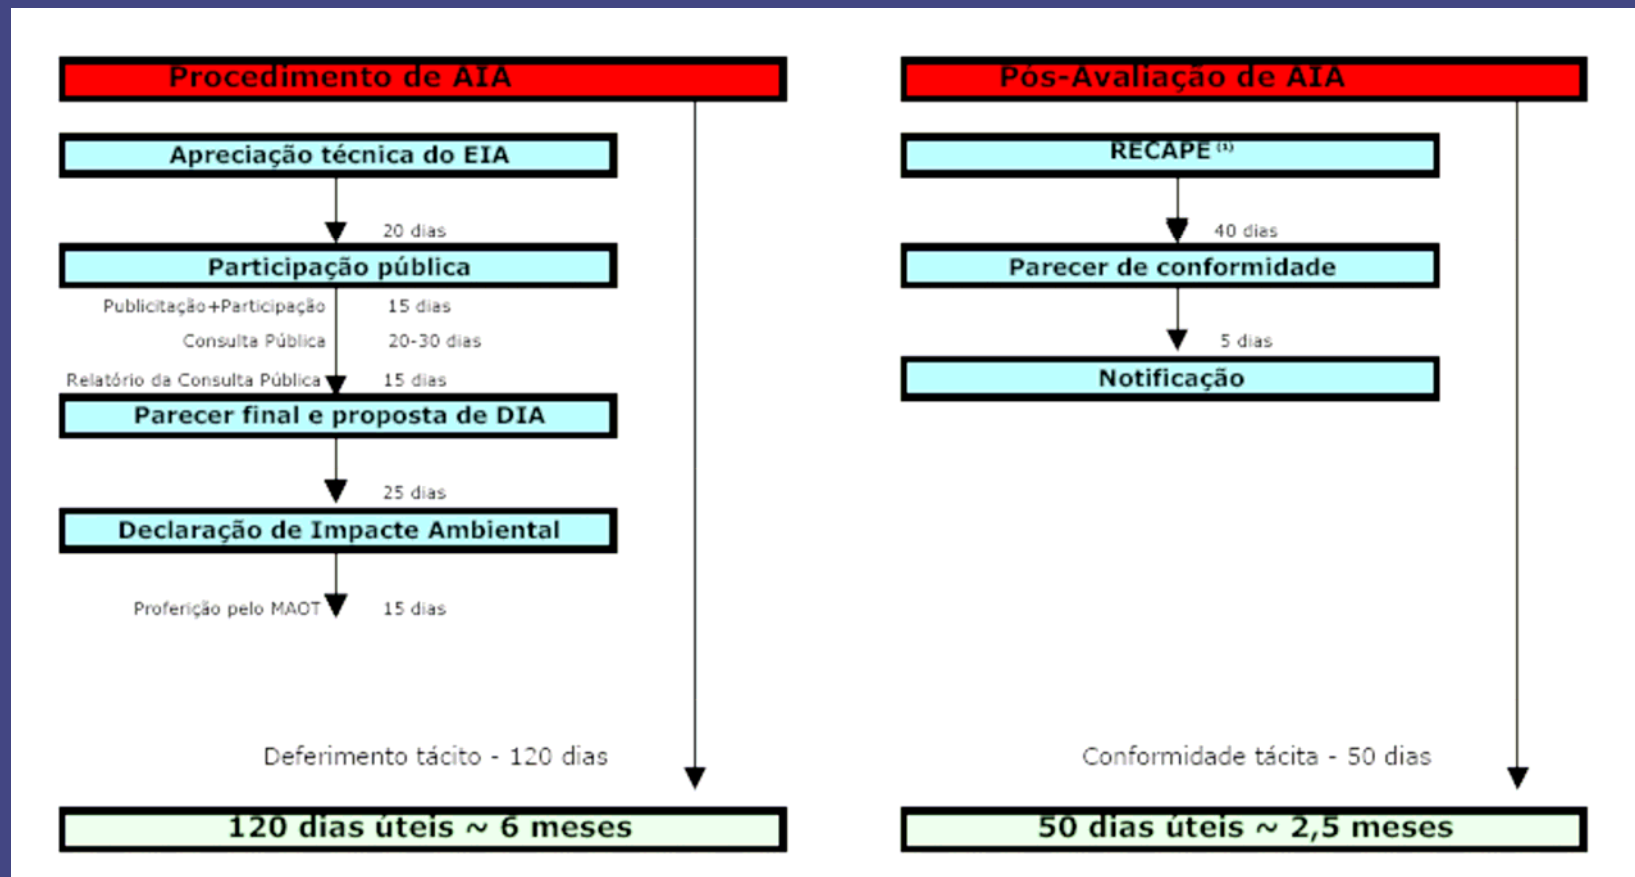 Procedimento de AIA
Apreciação técnica do EIA
20 dias
Participação pública
Publicitação+Participação 15 dias
Consulta Pública 20-30 dias
Relatório da Consulta Pública 15 dias
Parecer final e proposta de DIA
25 dias
Declaração de Impacte Ambiental
Proferição pelo MAOT 15 dias
Deferimento tácito - 120 dias
120 dias úteis ~ 6 meses
Pós-Avaliação de AIA
RECAPE (1)
40 dias
Parecer de conformidade
5 dias
Notificação
Conformidade tácita - 50 dias
50 dias úteis ~ 2,5 meses